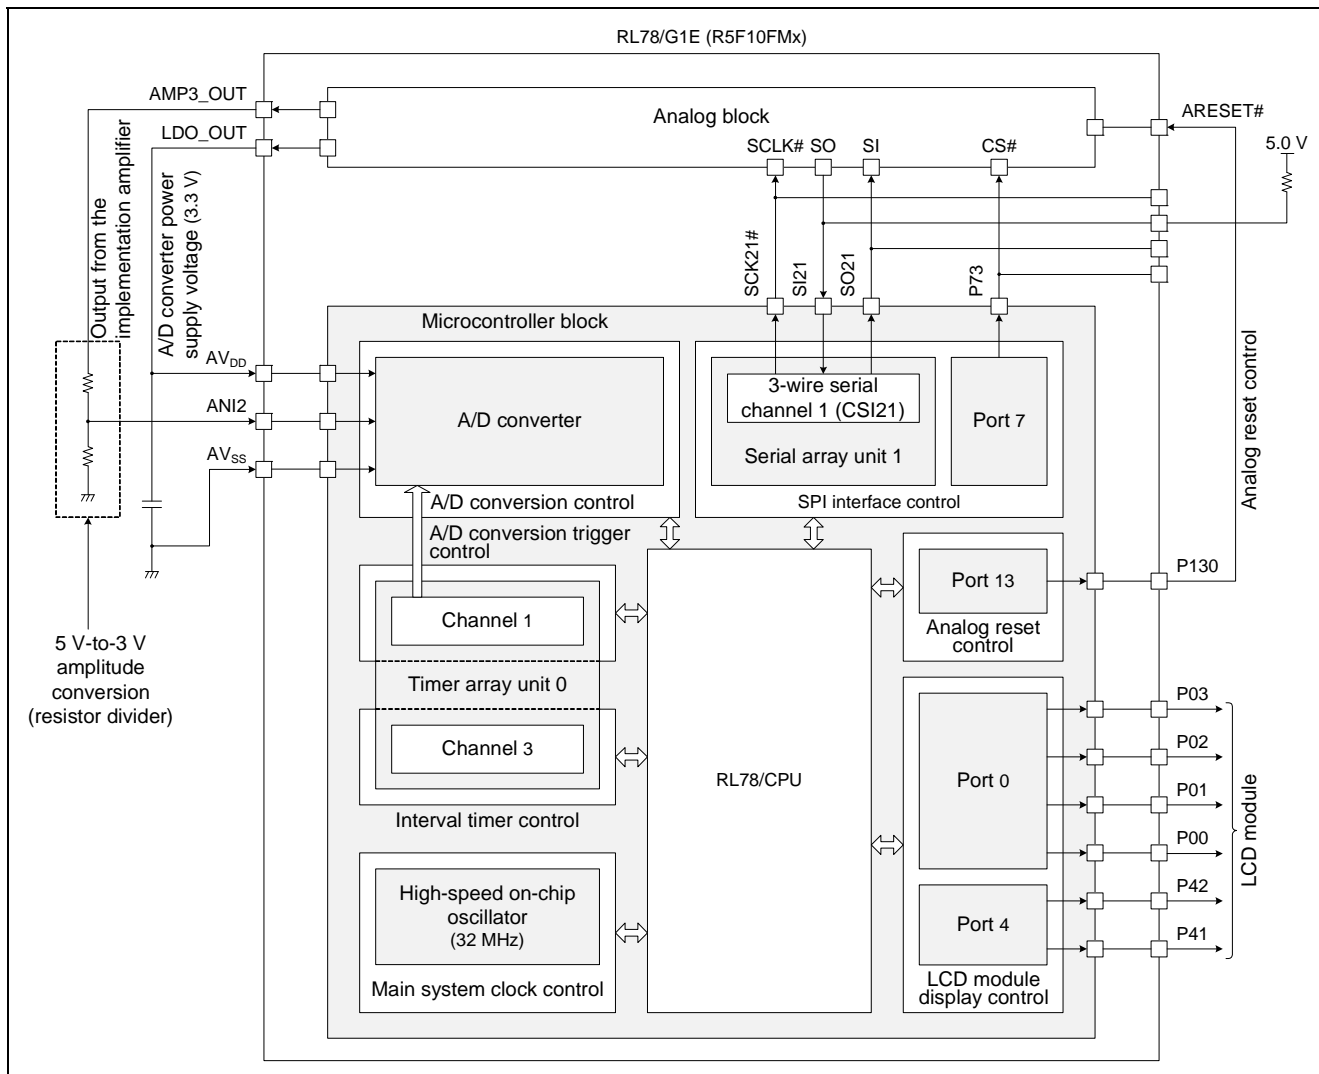 RL78/G1E (R5F10FMx)
AMP3_OUT
LDO_OUT
Analog block
SCLK#
SO
SI
CS#
ARESET#
5.0 V
Output from the
implementation amplifier
A/D converter power
supply voltage (3.3 V)
SCK21#
SI21
SO21
P73
Analog reset control
Microcontroller block
AVDD
ANI2
AVSS
A/D converter
A/D conversion control
3-wire serial
channel 1 (CSI21)
Serial array unit 1
Port 7
SPI interface control
A/D conversion trigger
control
Channel 1
Timer array unit 0
Channel 3
Interval timer control
High-speed on-chip
oscillator
(32 MHz)
Main system clock control
RL78/CPU
Port 13
Analog reset
control
P130
Port 0
Port 4
LCD module
display control
P03
P02
P01
P00
P42
P41
LCD module
5 V-to-3 V
amplitude
conversion
(resistor divider)